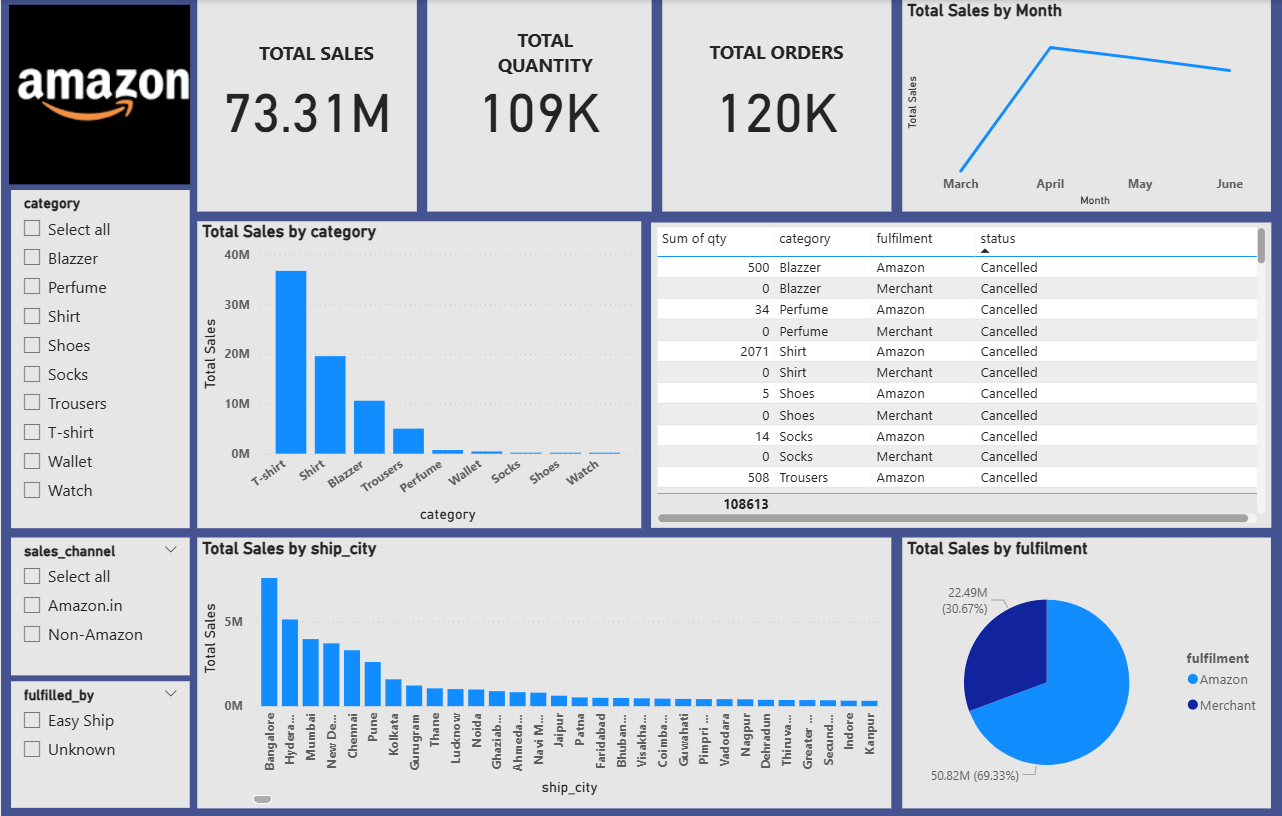 amazon
TOTAL SALES
73.31M
TOTAL
QUANTITY
109K
TOTAL ORDERS
120K
Total Sales by Month
Total Sales
March April May June
Month
category
Select all
Blazzer
Perfume
Shirt
Shoes
Socks
Trousers
T-shirt
Wallet
Watch
Total Sales by category
Total Sales
40M
30M
20M
10M
0M
T-shirt Shirt Blazzer Trousers Perfume Wallet Socks Shoes Watch
category
Sum of qty category fulfilment status
500 Blazzer Amazon Cancelled
0 Blazzer Merchant Cancelled
34 Perfume Amazon Cancelled
0 Perfume Merchant Cancelled
2071 Shirt Amazon Cancelled
0 Shirt Merchant Cancelled
5 Shoes Amazon Cancelled
0 Shoes Merchant Cancelled
14 Socks Amazon Cancelled
0 Socks Merchant Cancelled
508 Trousers Amazon Cancelled
108613
sales_channel
Select all
Amazon.in
Non-Amazon
fulfilled_by
Easy Ship
Unknown
Total Sales by ship_city
Total Sales
5M
0M
Bangalore Hydera... Mumbai New De... Chennai Pune Kolkata Gurugram Thane Lucknow Noida Ghaziab... Ahmeda... Navi M... Jaipur Patna Faridabad Bhuban... Visakha... Coimba... Guwahati Pimpri ... Vadodara Nagpur Dehradun Thiruva... Greater ... Secund... Indore Kanpur
ship_city
Total Sales by fulfilment
22.49M
(30.67%)
50.82M (69.33%)
fulfilment
Amazon
Merchant